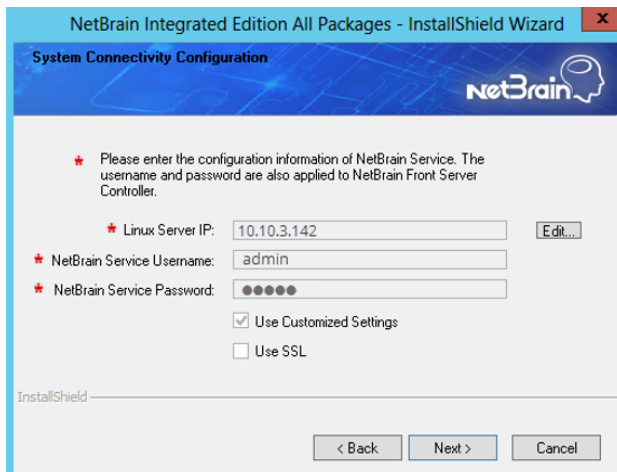 NetBrain Integrated Edition All Packages - InstallShield Wizard
x
System Connectivity Configuration
NetBrain
* Please enter the configuration information of NetBrain Service. The
username and password are also applied to NetBrain Front Server
Controller.
* Linux Server IP: 10.10.3.142 Edit...
* NetBrain Service Username: admin
* NetBrain Service Password: ●●●●●
Use Customized Settings
Use SSL
InstallShield
< Back Next > Cancel